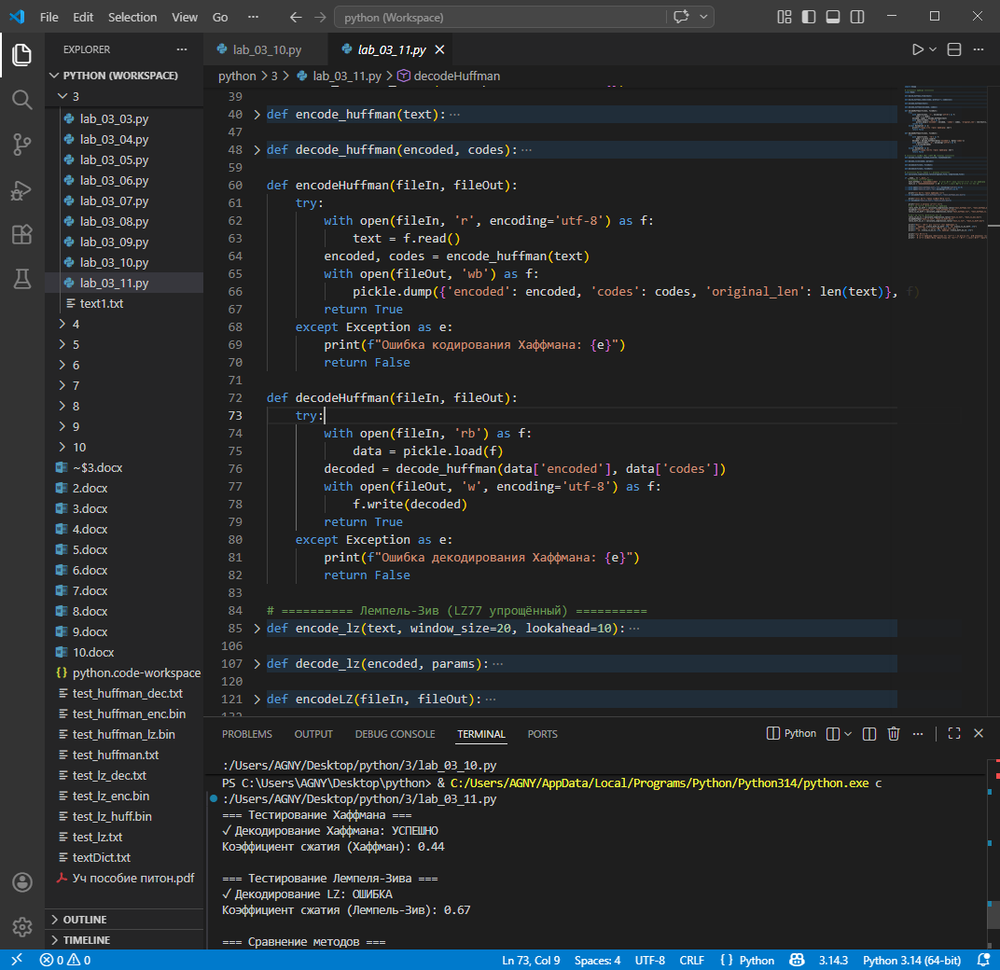 File Edit Selection View Go ··· python (Workspace)
EXPLORER ···
PYTHON (WORKSPACE)
3
lab_03_03.py
lab_03_04.py
lab_03_05.py
lab_03_06.py
lab_03_07.py
lab_03_08.py
lab_03_09.py
lab_03_10.py
lab_03_11.py
text1.txt
4
5
6
7
8
9
10
~$3.docx
2.docx
3.docx
4.docx
5.docx
6.docx
7.docx
8.docx
9.docx
10.docx
{} python.code-workspace
test_huffman_dec.txt
test_huffman_enc.bin
test_huffman_lz.bin
test_huffman.txt
test_lz_dec.txt
test_lz_enc.bin
test_lz_huff.bin
test_lz.txt
textDict.txt
Уч пособие питон.pdf
OUTLINE
TIMELINE
lab_03_10.py lab_03_11.py
python > 3 > lab_03_11.py > decodeHuffman
39
40 def encode_huffman(text): ···
47
48 def decode_huffman(encoded, codes): ···
59
60 def encodeHuffman(fileIn, fileOut):
61 try:
62 with open(fileIn, 'r', encoding='utf-8') as f:
63 text = f.read()
64 encoded, codes = encode_huffman(text)
65 with open(fileOut, 'wb') as f:
66 pickle.dump({'encoded': encoded, 'codes': codes, 'original_len': len(text)}, f)
67 return True
68 except Exception as e:
69 print(f"Ошибка кодирования Хаффмана: {e}")
70 return False
71
72 def decodeHuffman(fileIn, fileOut):
73 try:
74 with open(fileIn, 'rb') as f:
75 data = pickle.load(f)
76 decoded = decode_huffman(data['encoded'], data['codes'])
77 with open(fileOut, 'w', encoding='utf-8') as f:
78 f.write(decoded)
79 return True
80 except Exception as e:
81 print(f"Ошибка декодирования Хаффмана: {e}")
82 return False
83
84 # ========== Лемпель-Зив (LZ77 упрощённый) ==========
85 def encode_lz(text, window_size=20, lookahead=10): ···
106
107 def decode_lz(encoded, params): ···
120
121 def encodeLZ(fileIn, fileOut): ···
PROBLEMS OUTPUT DEBUG CONSOLE TERMINAL PORTS Python ···
:/Users/AGNY/Desktop/python/3/lab_03_10.py
PS C:\Users\AGNY\Desktop\python> & C:/Users/AGNY/AppData/Local/Programs/Python/Python314/python.exe c
:/Users/AGNY/Desktop/python/3/lab_03_11.py
=== Тестирование Хаффмана ===
✓ Декодирование Хаффмана: УСПЕШНО
Коэффициент сжатия (Хаффман): 0.44
=== Тестирование Лемпеля-Зива ===
✓ Декодирование LZ: ОШИБКА
Коэффициент сжатия (Лемпель-Зив): 0.67
=== Сравнение методов ===
0 0 Ln 73, Col 9 Spaces: 4 UTF-8 CRLF {} Python 3.14.3 Python 3.14 (64-bit)